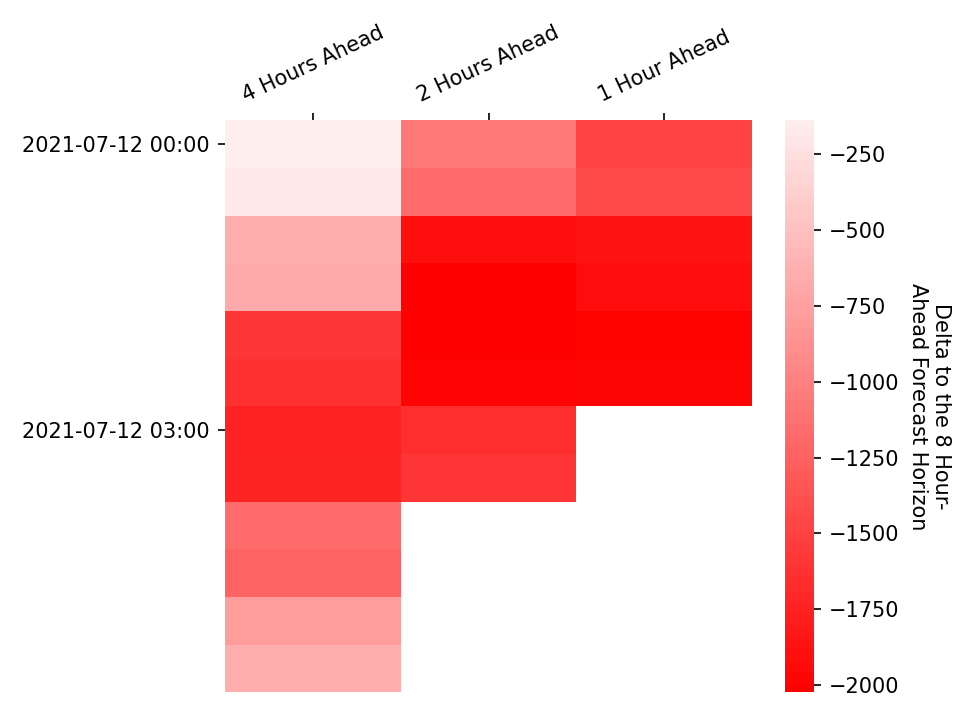 4 Hours Ahead
2 Hours Ahead
1 Hour Ahead
2021-07-12 00:00
2021-07-12 03:00
−250
−500
−750
−1000
−1250
−1500
−1750
−2000
Delta to the 8 Hour-
Ahead Forecast Horizon